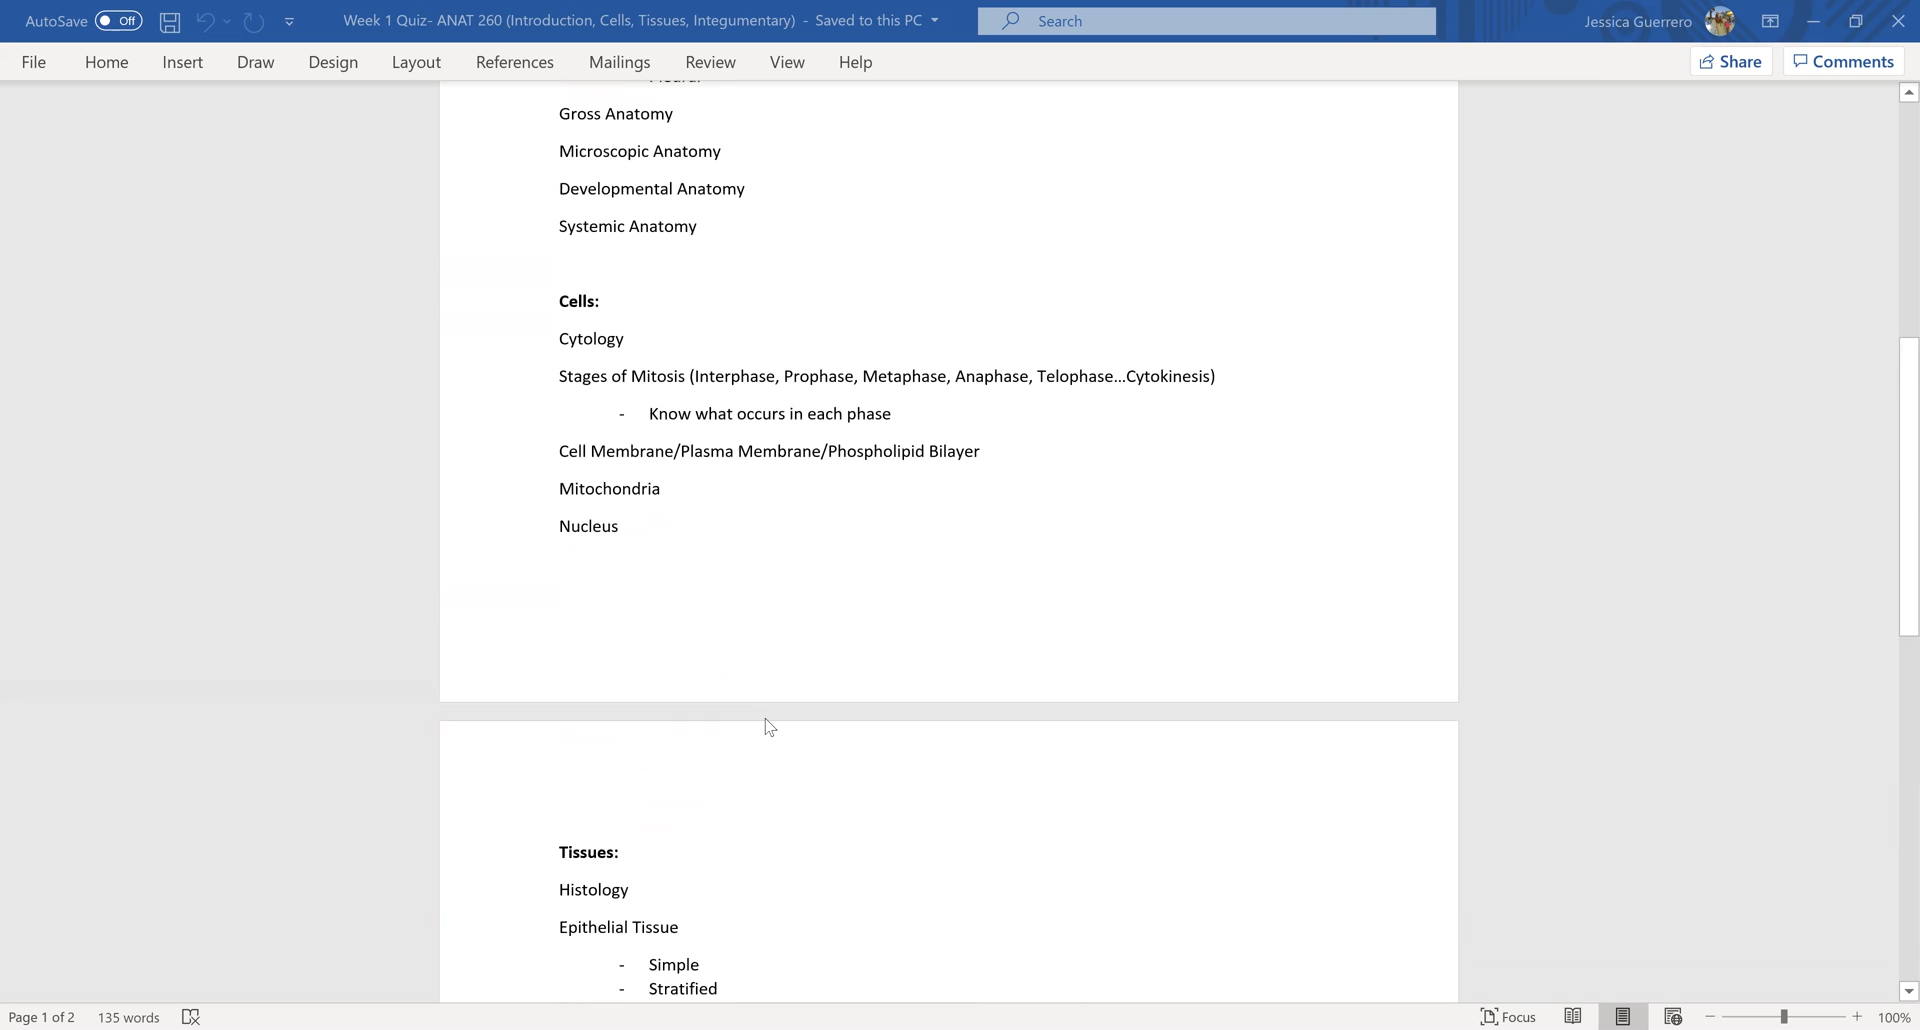 AutoSave Off Week 1 Quiz- ANAT 260 (Introduction, Cells, Tissues, Integumentary) - Saved to this PC Search Jessica Guerrero
File Home Insert Draw Design Layout References Mailings Review View Help Share Comments
Gross Anatomy
Microscopic Anatomy
Developmental Anatomy
Systemic Anatomy
Cells:
Cytology
Stages of Mitosis (Interphase, Prophase, Metaphase, Anaphase, Telophase...Cytokinesis)
- Know what occurs in each phase
Cell Membrane/Plasma Membrane/Phospholipid Bilayer
Mitochondria
Nucleus
Tissues:
Histology
Epithelial Tissue
- Simple
- Stratified
Page 1 of 2 135 words Focus 100%